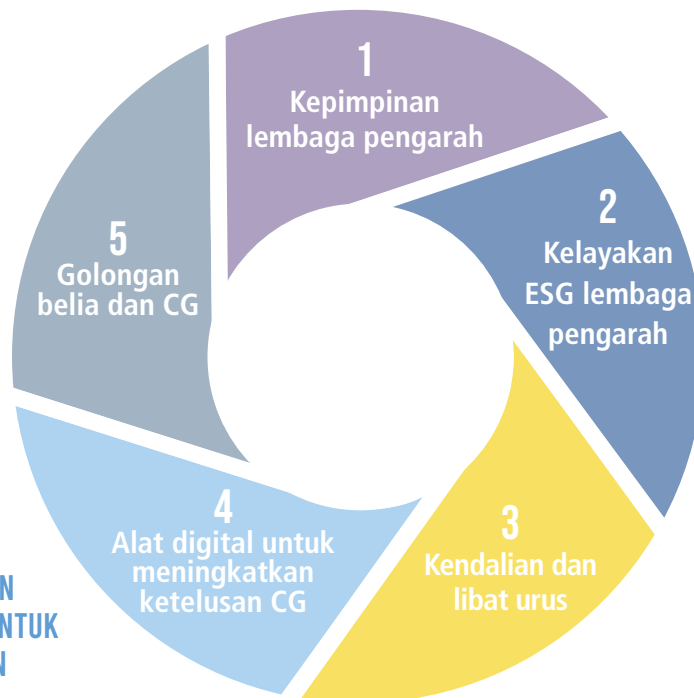 1
Kepimpinan
lembaga pengarah
2
Kelayakan
ESG lembaga
pengarah
3
Kendalian dan
libat urus
4
Alat digital untuk
meningkatkan
ketelusan CG
5
Golongan
belia dan CG